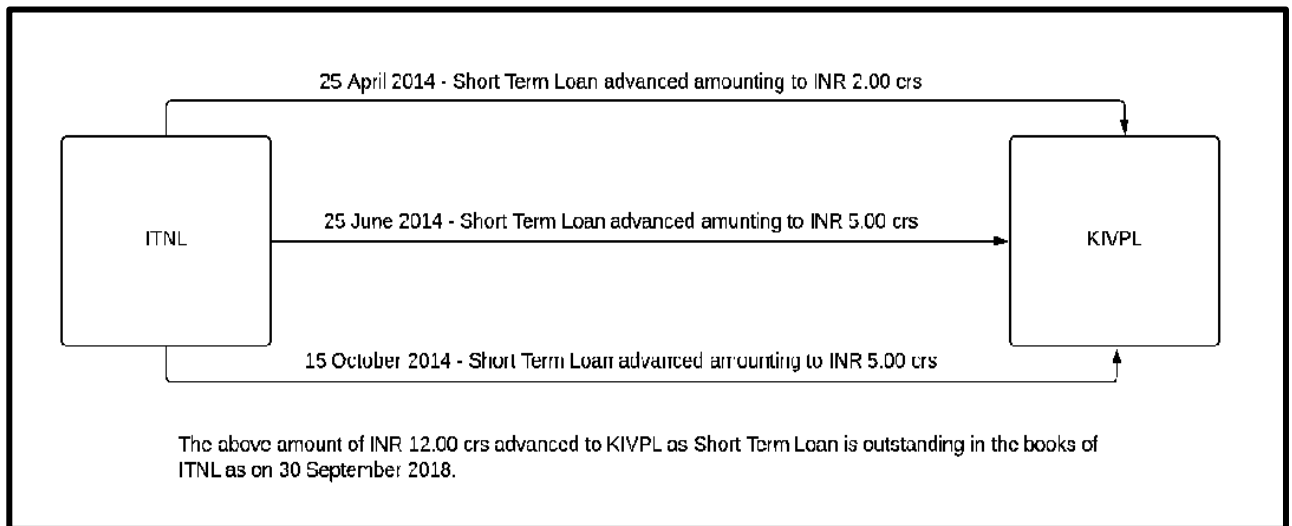 25 April 2014 - Short Term Loan advanced amounting to INR 2.00 crs
ITNL
25 June 2014 - Short Term Loan advanced amunting to INR 5.00 crs
KIVPL
15 October 2014 - Short Term Loan advanced amounting to INR 5.00 crs
The above amount of INR 12.00 crs advanced to KIVPL as Short Term Loan is outstanding in the books of
ITNL as on 30 September 2018.